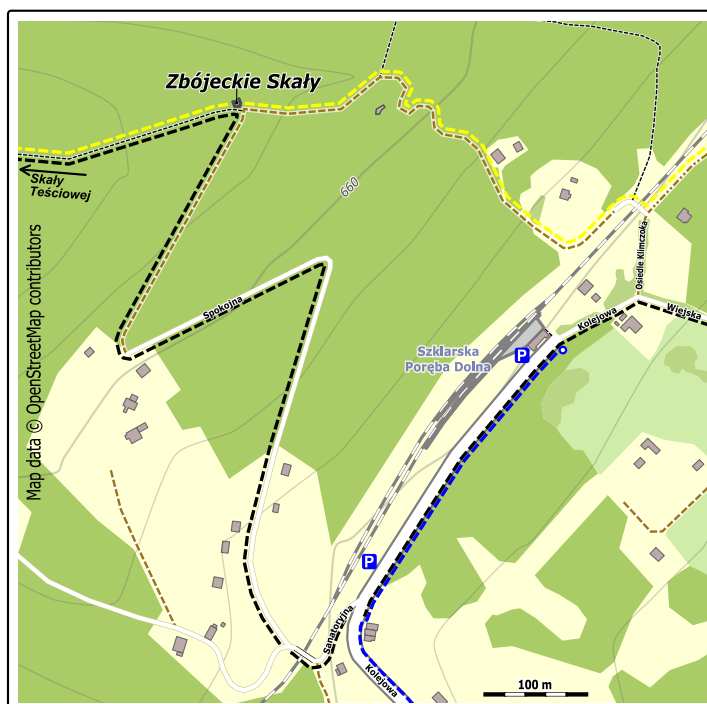 Zbójeckie Skały
660
Skały
Teściowej
Osiedle Klimczoka
Map data © OpenStreetMap contributors
Spokojna
Kolejowa
Wiejska
Szklarska
Poręba Dolna
P
P
Sanatoryjna
Kolejowa
100 m